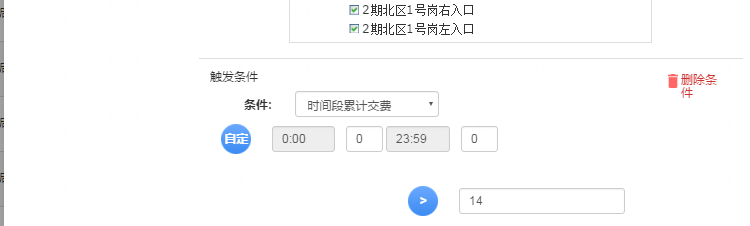 2期北区1号岗右入口
2期北区1号岗左入口
触发条件
删除条件
条件: 时间段累计交费
自定 0:00 0 23:59 0
> 14